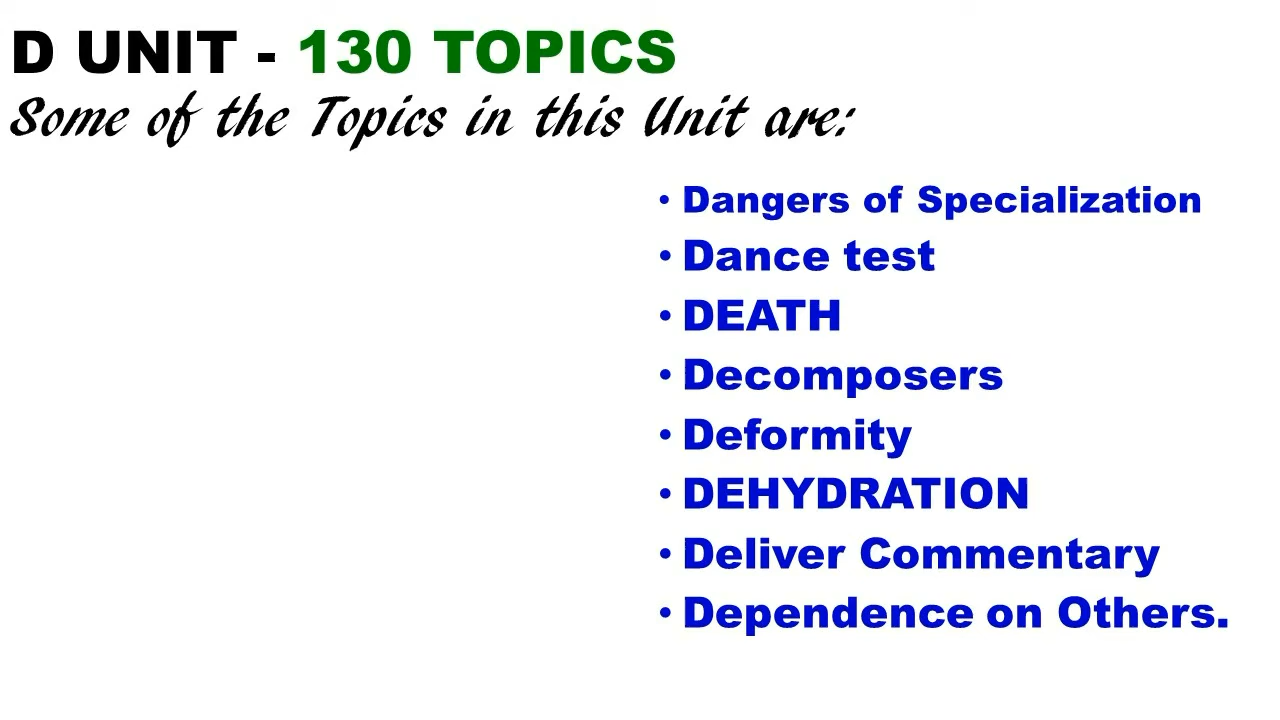 D UNIT - 130 TOPICS
Some of the Topics in this Unit are:
• Dangers of Specialization
• Dance test
• DEATH
• Decomposers
• Deformity
• DEHYDRATION
• Deliver Commentary
• Dependence on Others.